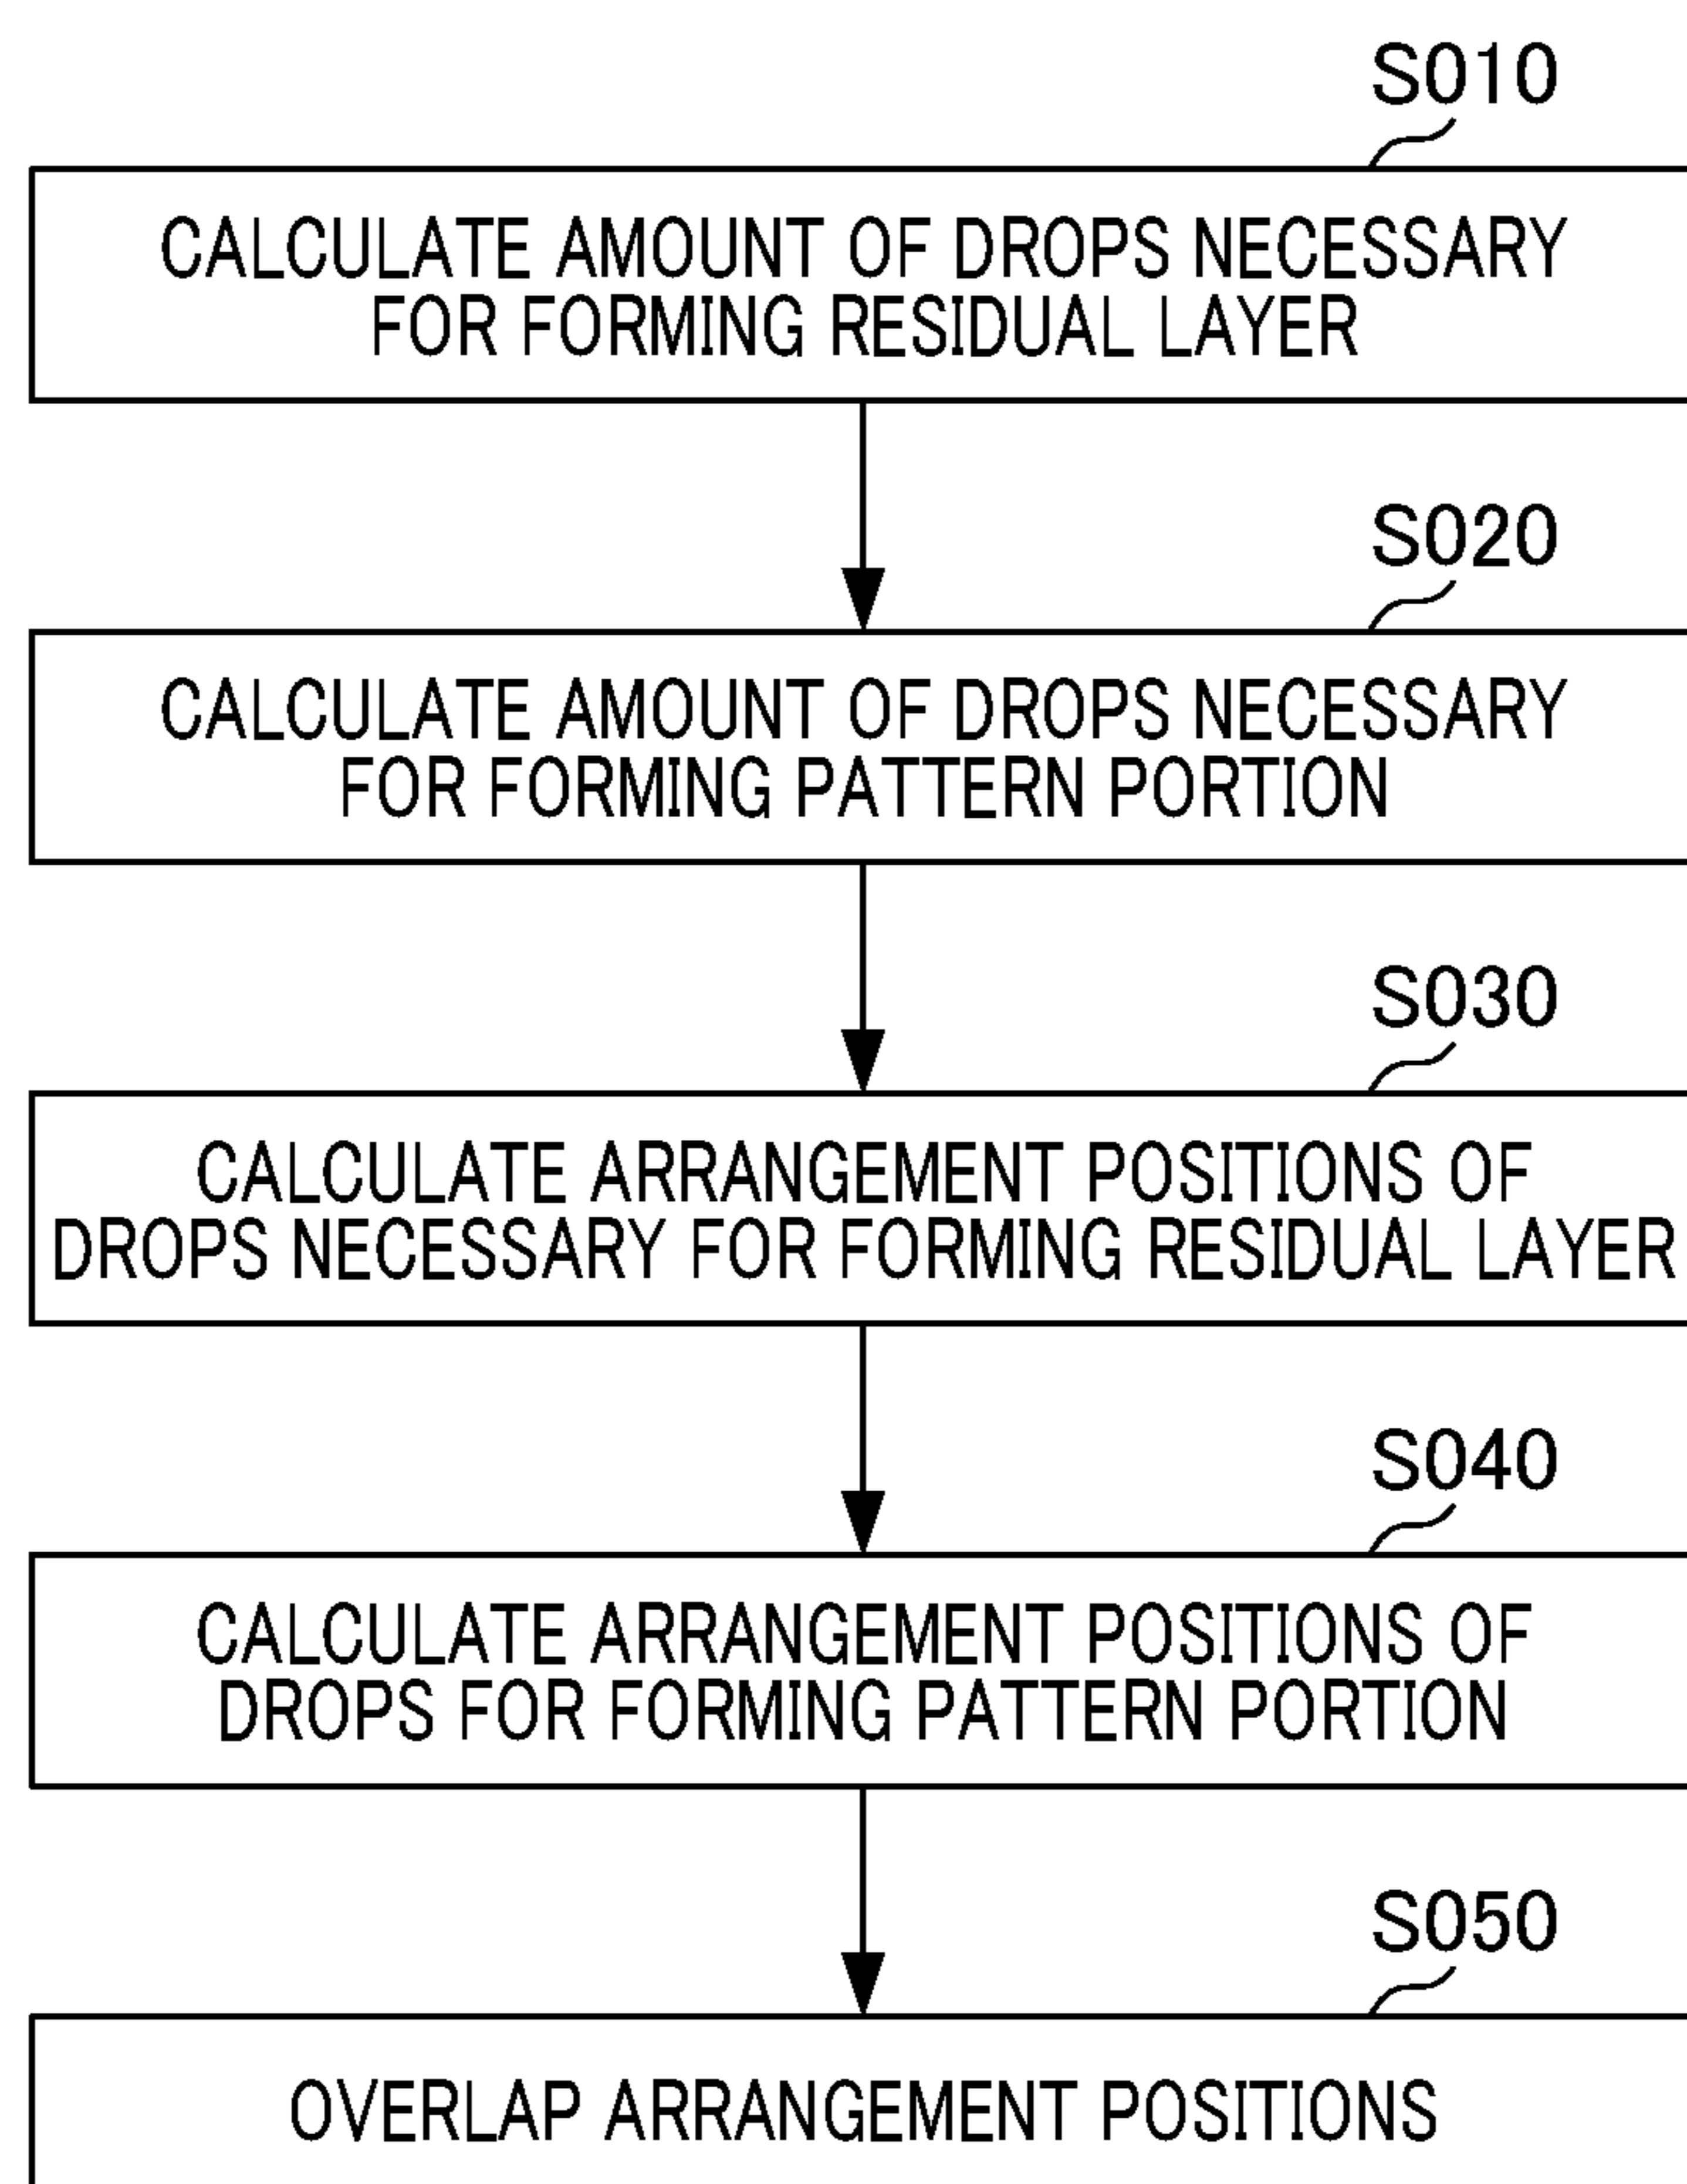 S010
CALCULATE AMOUNT OF DROPS NECESSARY
FOR FORMING RESIDUAL LAYER
S020
CALCULATE AMOUNT OF DROPS NECESSARY
FOR FORMING PATTERN PORTION
S030
CALCULATE ARRANGEMENT POSITIONS OF
DROPS NECESSARY FOR FORMING RESIDUAL LAYER
S040
CALCULATE ARRANGEMENT POSITIONS OF
DROPS FOR FORMING PATTERN PORTION
S050
OVERLAP ARRANGEMENT POSITIONS